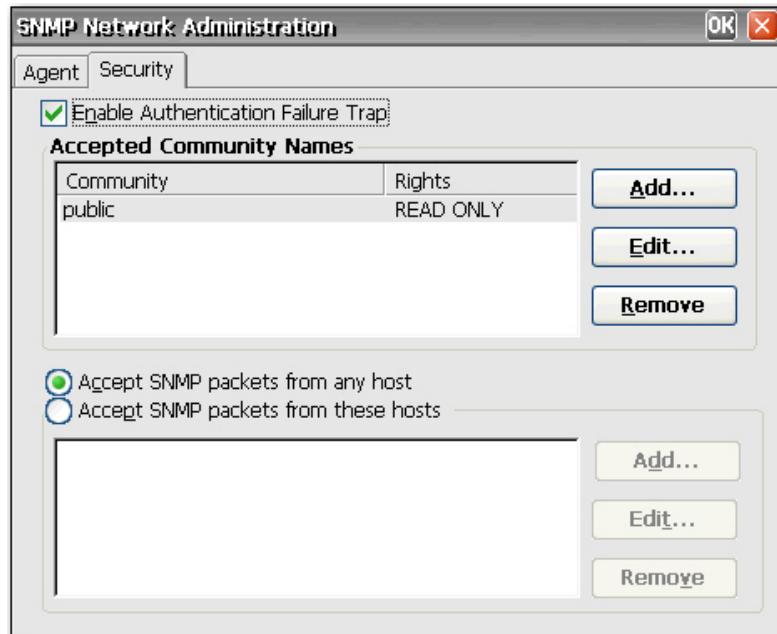 SNMP Network Administration OK
Agent Security
Enable Authentication Failure Trap
Accepted Community Names
Community Rights
public READ ONLY
Add...
Edit...
Remove
Accept SNMP packets from any host
Accept SNMP packets from these hosts
Add...
Edit...
Remove